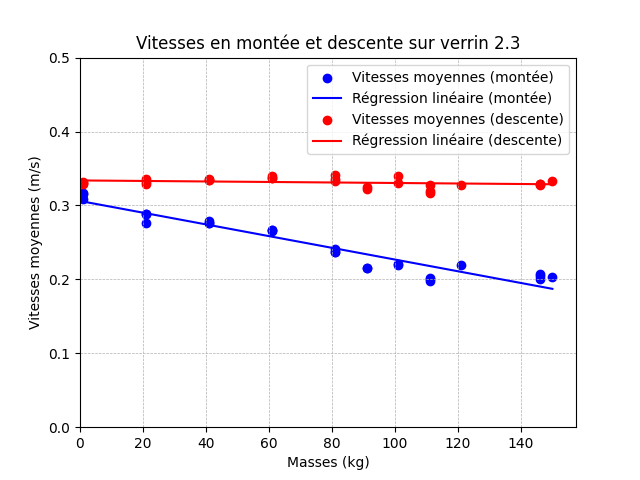 Vitesses en montée et descente sur verrin 2.3
Vitesses moyennes (montée)
Régression linéaire (montée)
Vitesses moyennes (descente)
Régression linéaire (descente)
Vitesses moyennes (m/s)
0.5
0.4
0.3
0.2
0.1
0.0
0 20 40 60 80 100 120 140
Masses (kg)